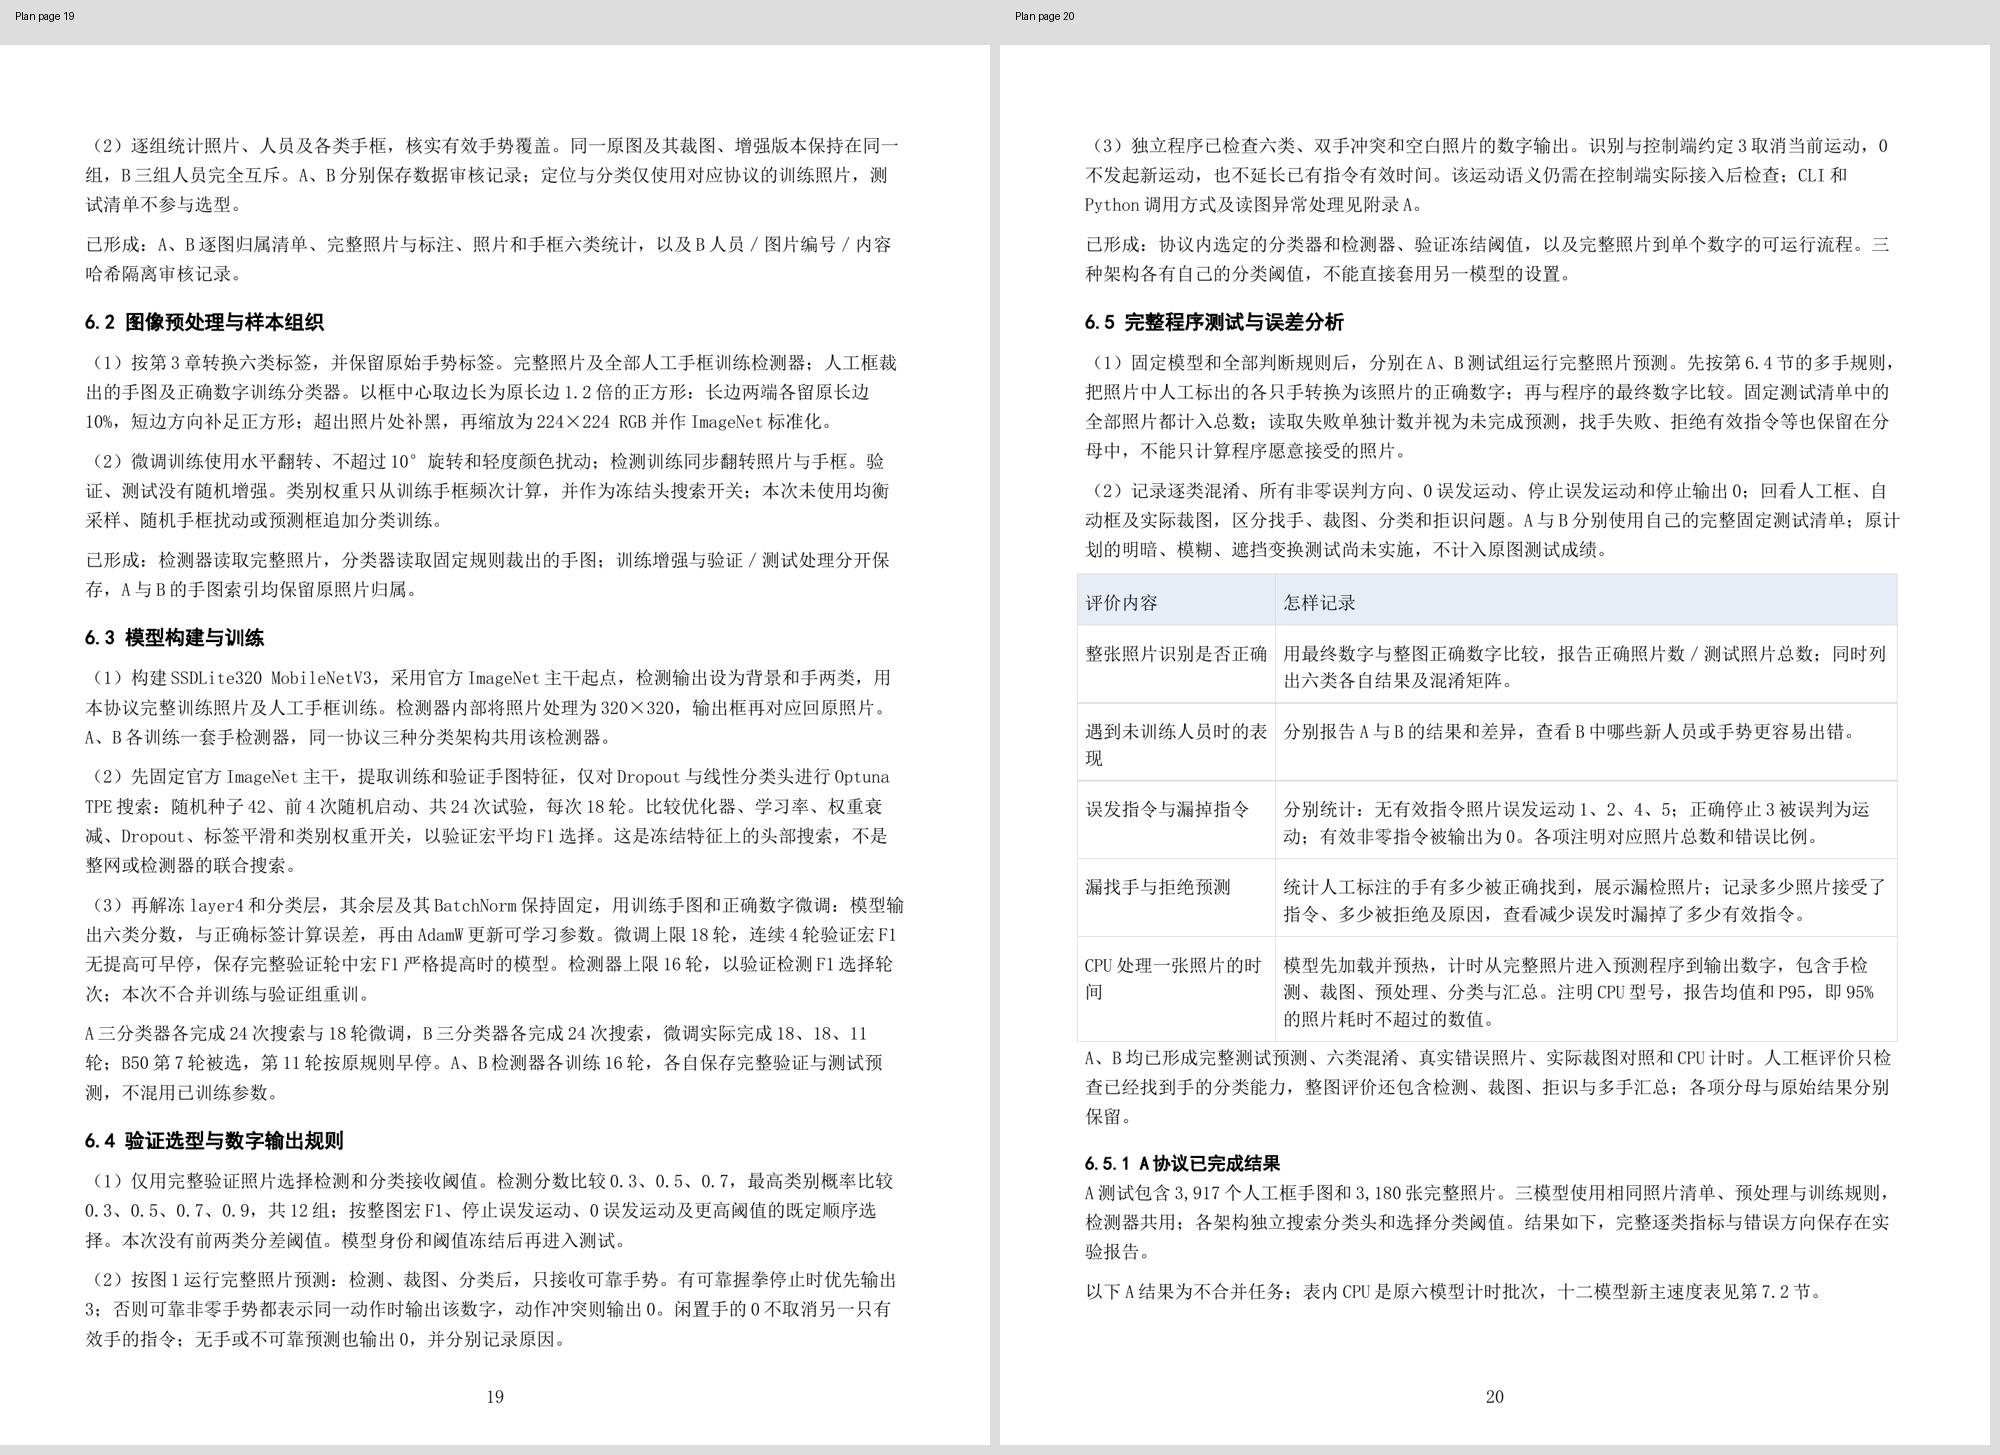 Plan page 19
（2）逐组统计照片、人员及各类手框，核实有效手势覆盖。同一原图及其裁图、增强版本保持在同一
组，B 三组人员完全互斥。A、B 分别保存数据审核记录；定位与分类仅使用对应协议的训练照片，测
试清单不参与选型。
已形成：A、B 逐图归属清单、完整照片与标注、照片和手框六类统计，以及 B 人员 / 图片编号 / 内容
哈希隔离审核记录。
6.2 图像预处理与样本组织
（1）按第 3 章转换六类标签，并保留原始手势标签。完整照片及全部人工手框训练检测器；人工框裁
出的手图及正确数字训练分类器。以框中心取边长为原长边 1.2 倍的正方形：长边两端各留原长边
10%，短边方向补足正方形；超出照片处补黑，再缩放为 224×224 RGB 并作 ImageNet 标准化。
（2）微调训练使用水平翻转、不超过 10° 旋转和轻度颜色扰动；检测训练同步翻转照片与手框。验
证、测试没有随机增强。类别权重只从训练手框频次计算，并作为冻结头搜索开关；本次未使用均衡
采样、随机手框扰动或预测框追加分类训练。
已形成：检测器读取完整照片，分类器读取固定规则裁出的手图；训练增强与验证 / 测试处理分开保
存，A 与 B 的手图索引均保留原照片归属。
6.3 模型构建与训练
（1）构建 SSDLite320 MobileNetV3，采用官方 ImageNet 主干起点，检测输出设为背景和手两类，用
本协议完整训练照片及人工手框训练。检测器内部将照片处理为 320×320，输出框再对应回原照片。
A、B 各训练一套手检测器，同一协议三种分类架构共用该检测器。
（2）先固定官方 ImageNet 主干，提取训练和验证手图特征，仅对 Dropout 与线性分类头进行 Optuna
TPE 搜索：随机种子 42、前 4 次随机启动、共 24 次试验，每次 18 轮。比较优化器、学习率、权重衰
减、Dropout、标签平滑和类别权重开关，以验证宏平均 F1 选择。这是冻结特征上的头部搜索，不是
整网或检测器的联合搜索。
（3）再解冻 layer4 和分类层，其余层及其 BatchNorm 保持固定，用训练手图和正确数字微调：模型输
出六类分数，与正确标签计算误差，再由 AdamW 更新可学习参数。微调上限 18 轮，连续 4 轮验证宏 F1
无提高可早停，保存完整验证轮中宏 F1 严格提高时的模型。检测器上限 16 轮，以验证检测 F1 选择轮
次；本次不合并训练与验证组重训。
A 三分类器各完成 24 次搜索与 18 轮微调，B 三分类器各完成 24 次搜索，微调实际完成 18、18、11
轮；B50 第 7 轮被选，第 11 轮按原规则早停。A、B 检测器各训练 16 轮，各自保存完整验证与测试预
测，不混用已训练参数。
6.4 验证选型与数字输出规则
（1）仅用完整验证照片选择检测和分类接收阈值。检测分数比较 0.3、0.5、0.7，最高类别概率比较
0.3、0.5、0.7、0.9，共 12 组；按整图宏 F1、停止误发运动、0 误发运动及更高阈值的既定顺序选
择。本次没有前两类分差阈值。模型身份和阈值冻结后再进入测试。
（2）按图 1 运行完整照片预测：检测、裁图、分类后，只接收可靠手势。有可靠握拳停止时优先输出
3；否则可靠非零手势都表示同一动作时输出该数字，动作冲突则输出 0。闲置手的 0 不取消另一只有
效手的指令；无手或不可靠预测也输出 0，并分别记录原因。
19
Plan page 20
（3）独立程序已检查六类、双手冲突和空白照片的数字输出。识别与控制端约定 3 取消当前运动，0
不发起新运动，也不延长已有指令有效时间。该运动语义仍需在控制端实际接入后检查；CLI 和
Python 调用方式及读图异常处理见附录 A。
已形成：协议内选定的分类器和检测器、验证冻结阈值，以及完整照片到单个数字的可运行流程。三
种架构各有自己的分类阈值，不能直接套用另一模型的设置。
6.5 完整程序测试与误差分析
（1）固定模型和全部判断规则后，分别在 A、B 测试组运行完整照片预测。先按第 6.4 节的多手规则，
把照片中人工标出的各只手转换为该照片的正确数字；再与程序的最终数字比较。固定测试清单中的
全部照片都计入总数；读取失败单独计数并视为未完成预测，找手失败、拒绝有效指令等也保留在分
母中，不能只计算程序愿意接受的照片。
（2）记录逐类混淆、所有非零误判方向、0 误发运动、停止误发运动和停止输出 0；回看人工框、自
动框及实际裁图，区分找手、裁图、分类和拒识问题。A 与 B 分别使用自己的完整固定测试清单；原计
划的明暗、模糊、遮挡变换测试尚未实施，不计入原图测试成绩。
评价内容
怎样记录
整张照片识别是否正确
用最终数字与整图正确数字比较，报告正确照片数 / 测试照片总数；同时列
出六类各自结果及混淆矩阵。
遇到未训练人员时的表
现
分别报告 A 与 B 的结果和差异，查看 B 中哪些新人员或手势更容易出错。
误发指令与漏掉指令
分别统计：无有效指令照片误发运动 1、2、4、5；正确停止 3 被误判为运
动；有效非零指令被输出为 0。各项注明对应照片总数和错误比例。
漏找手与拒绝预测
统计人工标注的手有多少被正确找到，展示漏检照片；记录多少照片接受了
指令、多少被拒绝及原因，查看减少误发时漏掉了多少有效指令。
CPU 处理一张照片的时
间
模型先加载并预热，计时从完整照片进入预测程序到输出数字，包含手检
测、裁图、预处理、分类与汇总。注明 CPU 型号，报告均值和 P95，即 95%
的照片耗时不超过的数值。
A、B 均已形成完整测试预测、六类混淆、真实错误照片、实际裁图对照和 CPU 计时。人工框评价只检
查已经找到手的分类能力，整图评价还包含检测、裁图、拒识与多手汇总；各项分母与原始结果分别
保留。
6.5.1 A 协议已完成结果
A 测试包含 3,917 个人工框手图和 3,180 张完整照片。三模型使用相同照片清单、预处理与训练规则，
检测器共用；各架构独立搜索分类头和选择分类阈值。结果如下，完整逐类指标与错误方向保存在实
验报告。
以下 A 结果为不合并任务；表内 CPU 是原六模型计时批次，十二模型新主速度表见第 7.2 节。
20